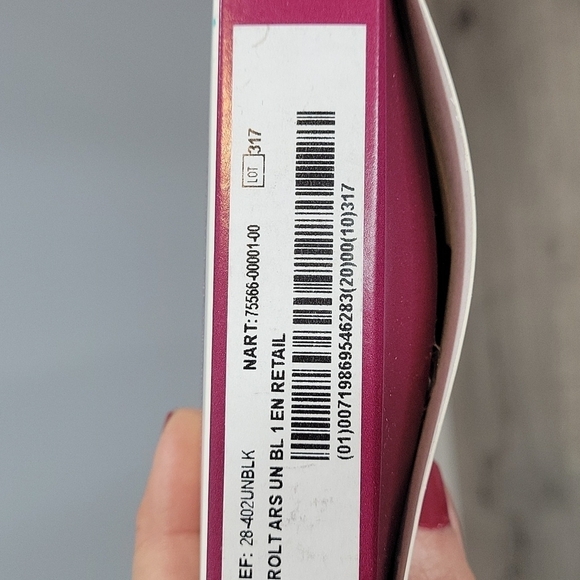 EF: 28-402UNBLK
NART:75566-00001-00
LOT 317
ROLT ARS UN BL 1 EN RETAIL
(01)00719869546283(20)00(10)317